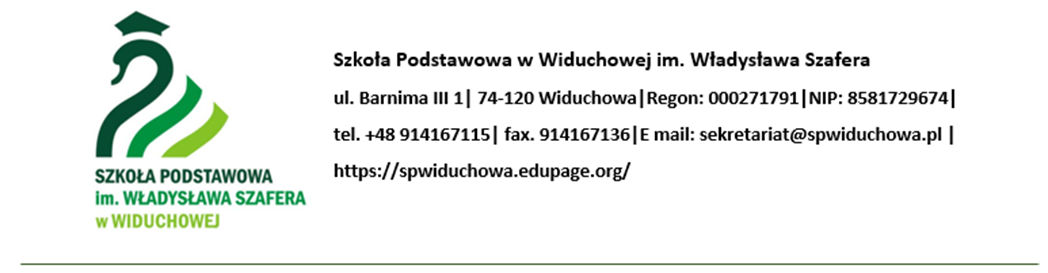 SZKOŁA PODSTAWOWA
im. WŁADYSŁAWA SZAFERA
w WIDUCHOWEJ
Szkoła Podstawowa w Widuchowej im. Władysława Szafera
ul. Barnima III 1| 74-120 Widuchowa|Regon: 000271791|NIP: 8581729674|
tel. +48 914167115| fax. 914167136|E mail: sekretariat@spwiduchowa.pl |
https://spwiduchowa.edupage.org/